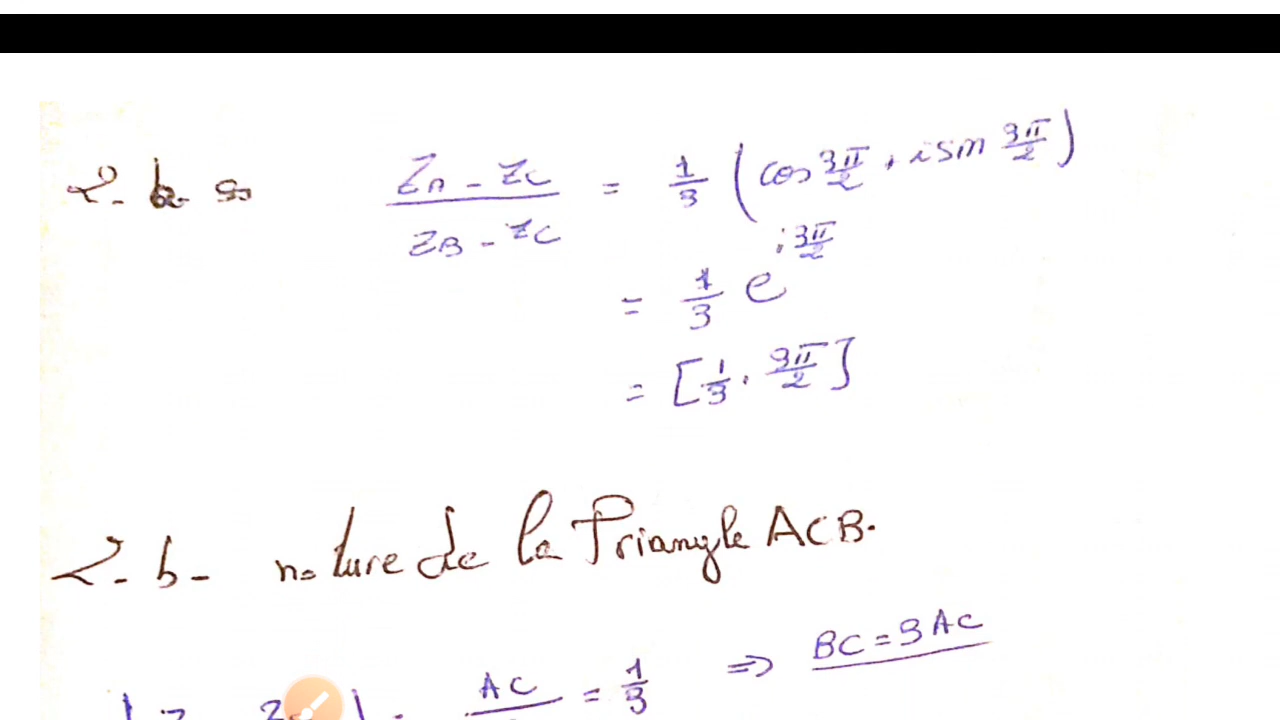 2-b-
(Z_A - Z_C)/(Z_B - Z_C) = 1/3 (cos 3π/2 + i sin 3π/2)
= 1/3 e^{i 3π/2}
= [1/3, 3π/2]
2-b- nature de la Triangle ACB.
AC = 1/3 ⇒ BC = 3AC